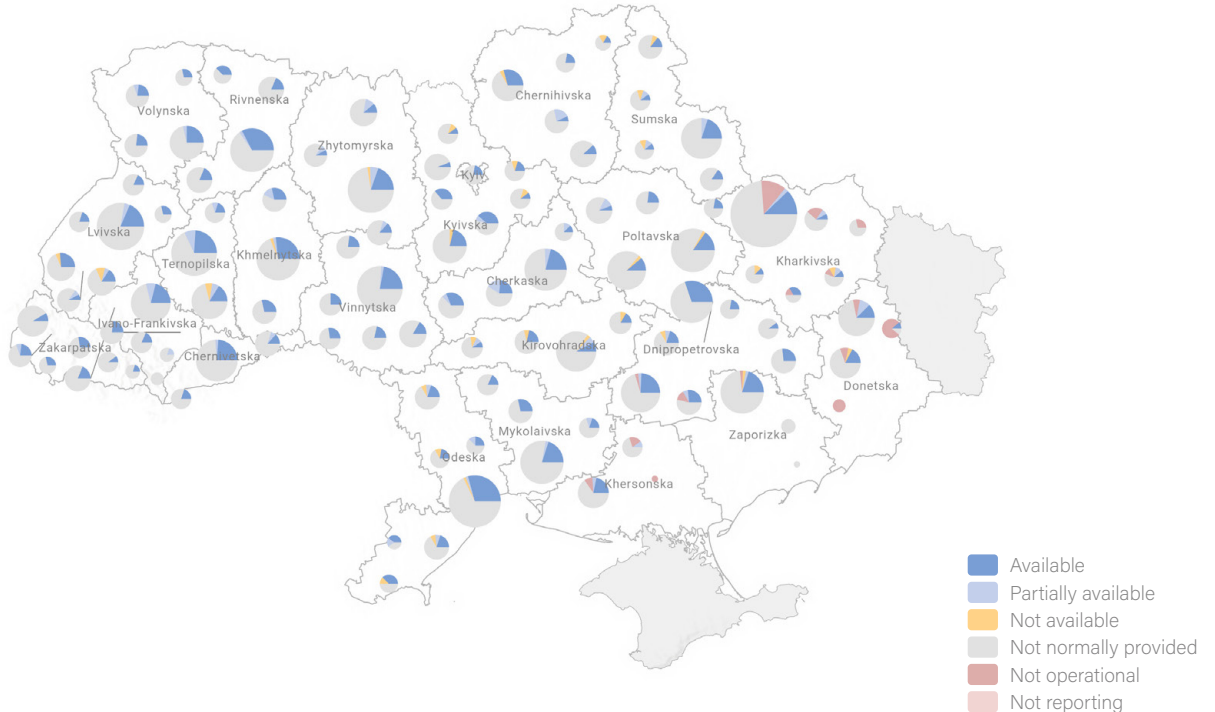 Chernihivska
Volynska
Rivnenska
Sumska
Zhytomyrska
Kyiv
Lvivska
Kyivska
Poltavska
Ternopilska
Khmelnytska
Kharkivska
Cherkaska
Vinnytska
Ivano-Frankivska
Zakarpatska
Chernivetska
Kirovohradska
Dnipropetrovska
Donetska
Mykolaivska
Zaporizka
Odeska
Khersonska
Available
Partially available
Not available
Not normally provided
Not operational
Not reporting